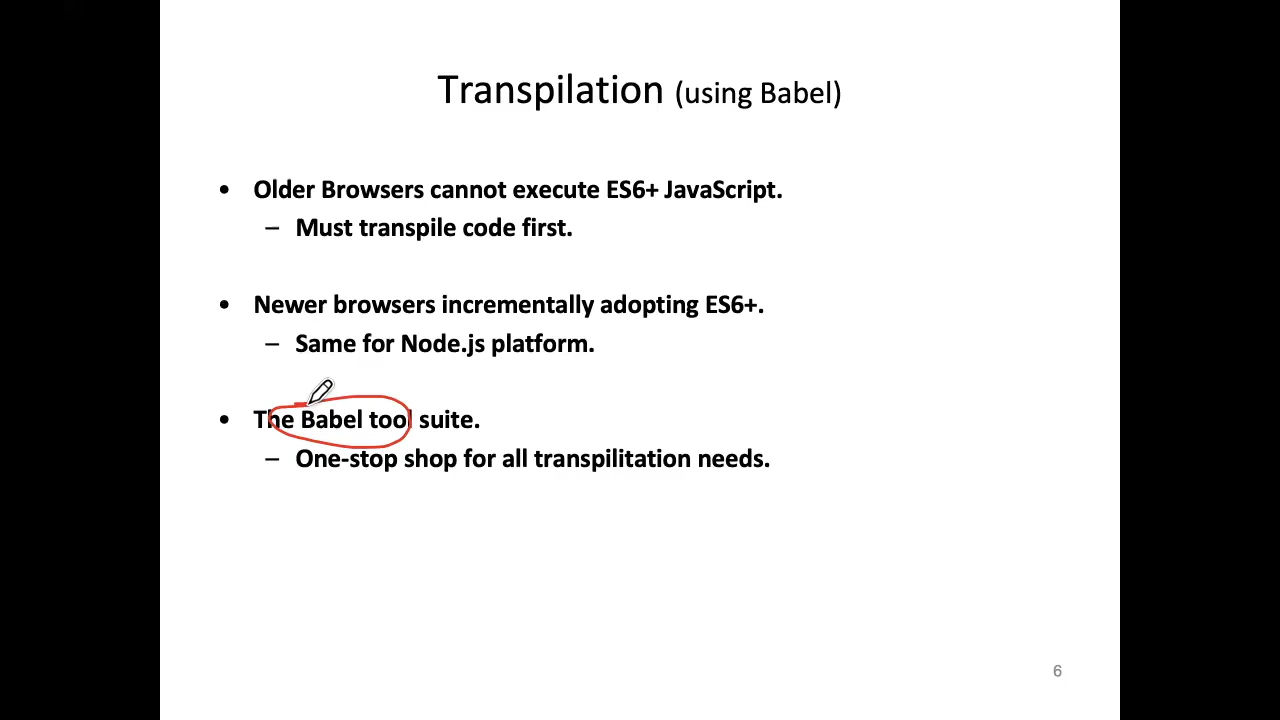 Transpilation (using Babel)
• Older Browsers cannot execute ES6+ JavaScript.
– Must transpile code first.
• Newer browsers incrementally adopting ES6+.
– Same for Node.js platform.
• The Babel tool suite.
– One-stop shop for all transpilitation needs.
6